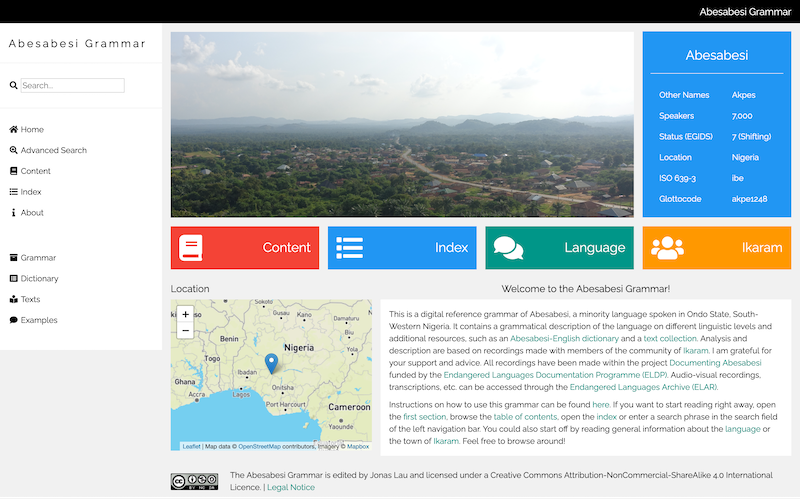 Abesabesi Grammar
Abesabesi Grammar
Search...
Home
Advanced Search
Content
Index
About
Grammar
Dictionary
Texts
Examples
Abesabesi
Other Names Akpes
Speakers 7,000
Status (EGIDS) 7 (Shifting)
Location Nigeria
ISO 639-3 ibe
Glottocode akpe1248
Content
Index
Language
Ikaram
Location
+
−
Sokoto
Gusau
Kano
Damaturu
Benin
Nigeria
Biu
Togo
Ibadan
Ghana
Lagos
Onitsha
Accra
Port Harcourt
Cameroon
Yaoundé
Leaflet | Map data © OpenStreetMap contributors, Imagery © Mapbox
Welcome to the Abesabesi Grammar!
This is a digital reference grammar of Abesabesi, a minority language spoken in Ondo State, South-
Western Nigeria. It contains a grammatical description of the language on different linguistic levels and
additional resources, such as an Abesabesi-English dictionary and a text collection. Analysis and
description are based on recordings made with members of the community of Ikaram. I am grateful for
your support and advice. All recordings have been made within the project Documenting Abesabesi
funded by the Endangered Languages Documentation Programme (ELDP). Audio-visual recordings,
transcriptions, etc. can be accessed through the Endangered Languages Archive (ELAR).
Instructions on how to use this grammar can be found here. If you want to start reading right away, open
the first section, browse the table of contents, open the index or enter a search phrase in the search field
of the left navigation bar. You could also start off by reading general information about the language or
the town of Ikaram. Feel free to browse around!
CC BY NC SA
The Abesabesi Grammar is edited by Jonas Lau and licensed under a Creative Commons Attribution-NonCommercial-ShareAlike 4.0 International
Licence. | Legal Notice